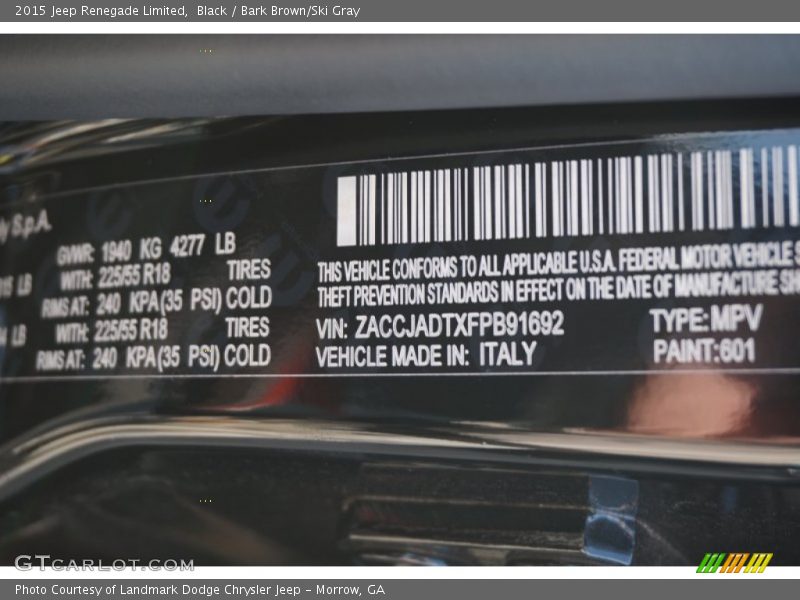 2015 Jeep Renegade Limited, Black / Bark Brown/Ski Gray
S.p.A.
GVWR: 1940 KG 4277 LB
LB WITH: 225/55 R18 TIRES
RIMS AT: 240 KPA(35 PSI) COLD
LB WITH: 225/55 R18 TIRES
RIMS AT: 240 KPA(35 PSI) COLD
THIS VEHICLE CONFORMS TO ALL APPLICABLE U.S.A. FEDERAL MOTOR VEHICLE S
THEFT PREVENTION STANDARDS IN EFFECT ON THE DATE OF MANUFACTURE SH
VIN: ZACCJADTXFPB91692 TYPE: MPV
VEHICLE MADE IN: ITALY PAINT:601
GTCARLOT.COM
Photo Courtesy of Landmark Dodge Chrysler Jeep - Morrow, GA